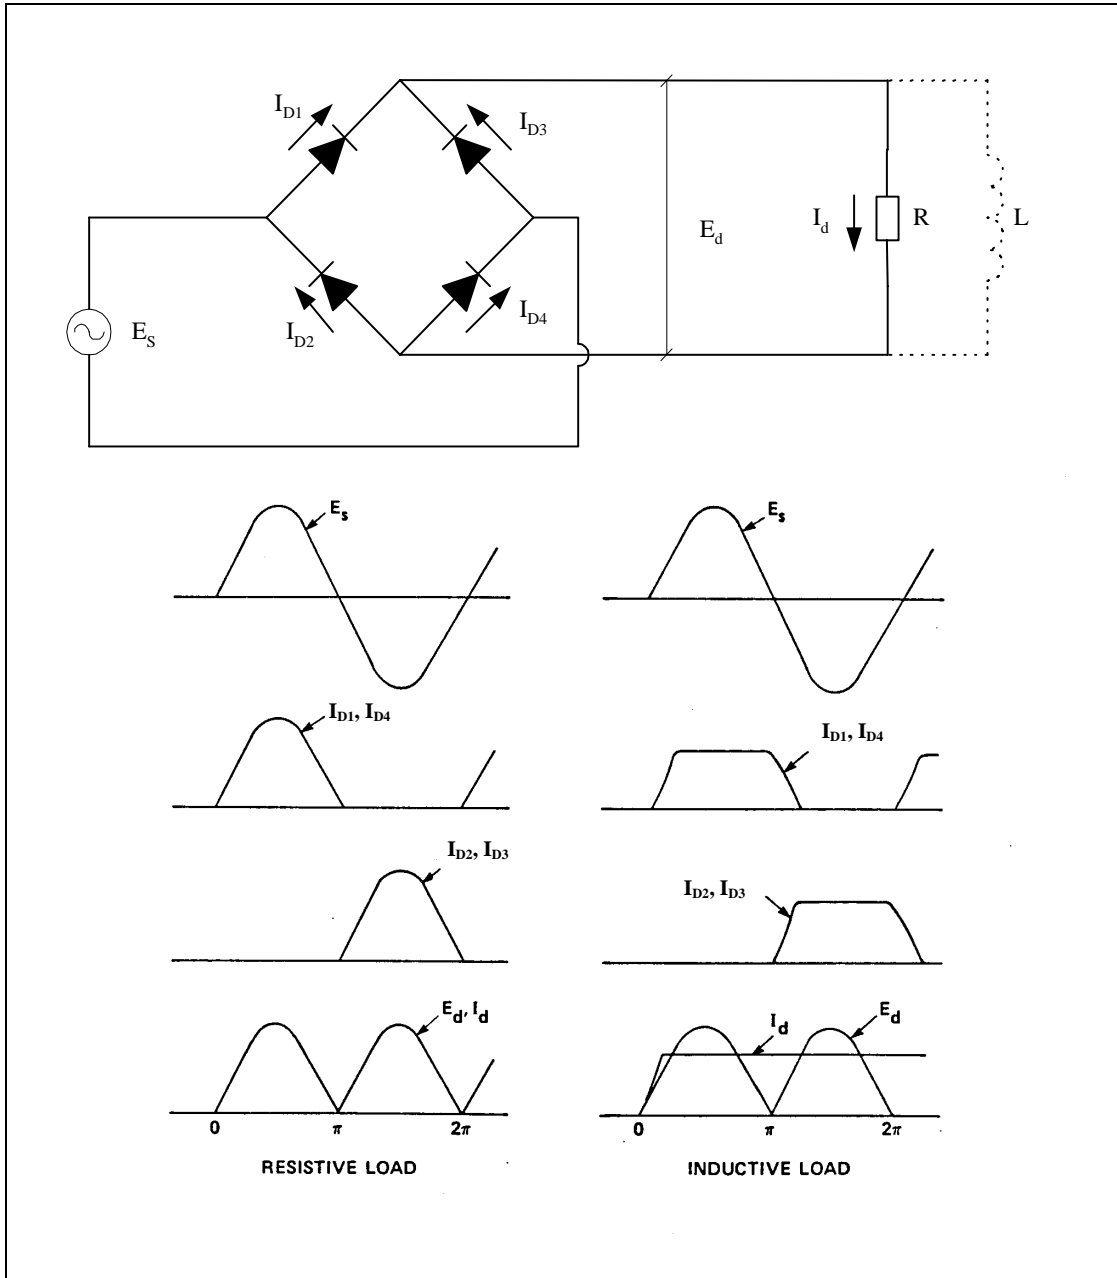 I_D1
I_D3
E_d
I_d
R
L
I_D2
I_D4
E_S
E_s
E_s
I_D1, I_D4
I_D1, I_D4
I_D2, I_D3
I_D2, I_D3
E_d, I_d
I_d
E_d
0 π 2π
0 π 2π
RESISTIVE LOAD
INDUCTIVE LOAD